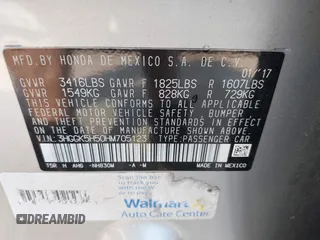 MFD.BY HONDA DE MEXICO S.A. DE C.V.
01/'17
GVWR 3416LBS GAWR F 1825LBS R 1607LBS
GVWR 1549KG GAWR F 828KG R 729KG
THIS VEHICLE CONFORMS TO ALL APPLICABLE
FEDERAL MOTOR VEHICLE SAFETY, BUMPER, AND
THEFT PREVENTION STANDARDS IN EFFECT ON THE
DATE OF MANUFACTURE SHOWN ABOVE.
V.I.N: 3HGGK5H50HM705123 TYPE:PASSENGER CAR
NH830M -A -W
MADE IN MEXICO
Walmart
Auto Care Center
DREAMBID